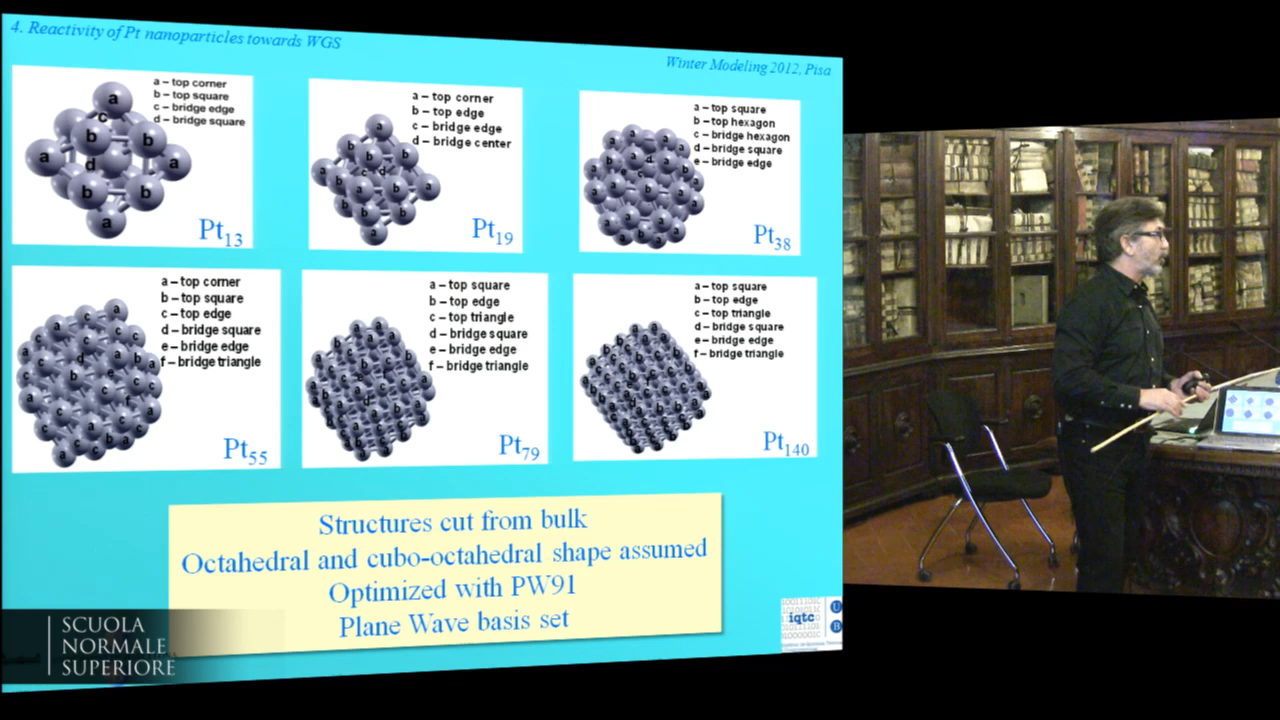 4. Reactivity of Pt nanoparticles towards WGS
Winter Modeling 2012, Pisa
a – top corner
b – top square
c – bridge edge
d – bridge square
Pt13
a – top corner
b – top edge
c – bridge edge
d – bridge center
Pt19
a – top square
b – top hexagon
c – bridge hexagon
d – bridge square
e – bridge edge
Pt38
a – top corner
b – top square
c – top edge
d – bridge square
e – bridge edge
f – bridge triangle
Pt55
a – top square
b – top edge
c – top triangle
d – bridge square
e – bridge edge
f – bridge triangle
Pt79
a – top square
b – top edge
c – top triangle
d – bridge square
e – bridge edge
f – bridge triangle
Pt140
Structures cut from bulk
Octahedral and cubo-octahedral shape assumed
Optimized with PW91
Plane Wave basis set
iqtc
U
B
SCUOLA
NORMALE
SUPERIORE